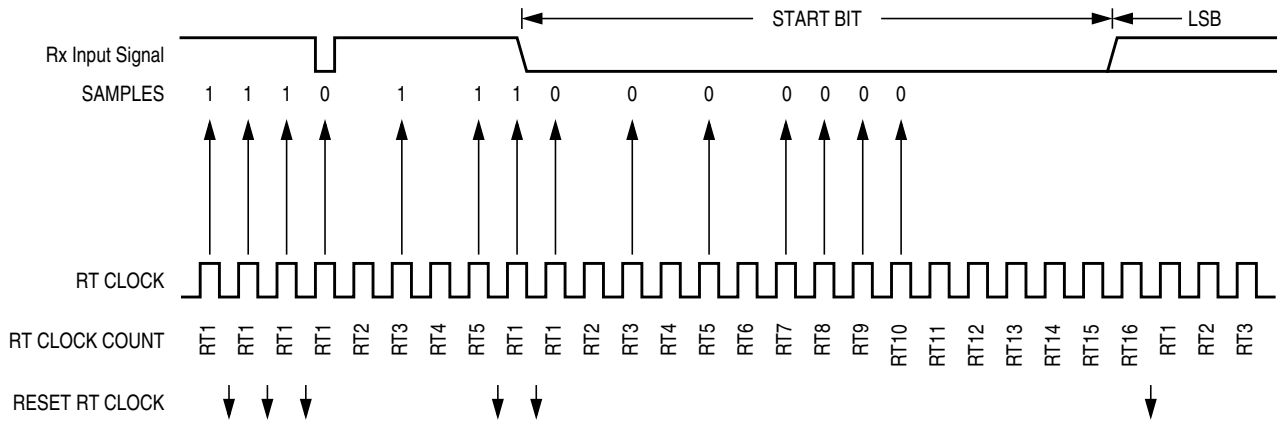 START BIT LSB
Rx Input Signal
SAMPLES 1 1 1 0 1 1 1 0 0 0 0 0 0 0
RT CLOCK
RT CLOCK COUNT RT1 RT1 RT1 RT1 RT2 RT3 RT4 RT5 RT1 RT1 RT2 RT3 RT4 RT5 RT6 RT7 RT8 RT9 RT10 RT11 RT12 RT13 RT14 RT15 RT16 RT1 RT2 RT3
RESET RT CLOCK